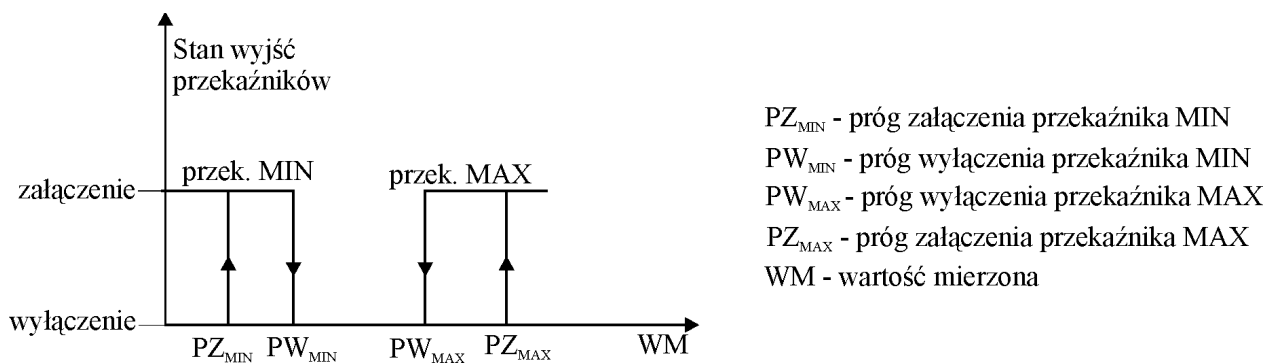 Stan wyjść
przekaźników
przek. MIN
przek. MAX
załączenie
wyłączenie
PZMIN
PWMIN
PWMAX
PZMAX
WM
PZMIN - próg załączenia przekaźnika MIN
PWMIN - próg wyłączenia przekaźnika MIN
PWMAX - próg wyłączenia przekaźnika MAX
PZMAX - próg załączenia przekaźnika MAX
WM - wartość mierzona